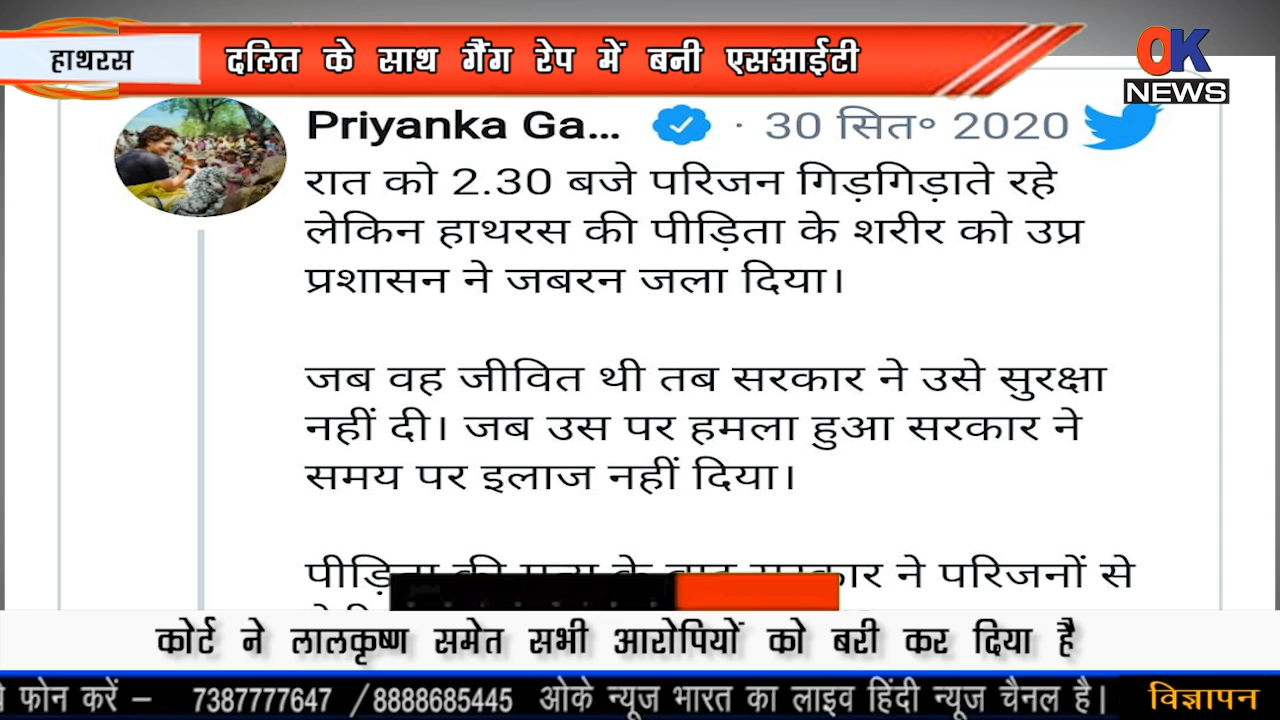 हाथरस
दलित के साथ गैंग रेप में बनी एसआईटी
OK
NEWS
Priyanka Ga... · 30 सित॰ 2020
रात को 2.30 बजे परिजन गिड़गिड़ाते रहे
लेकिन हाथरस की पीड़िता के शरीर को उप्र
प्रशासन ने जबरन जला दिया।
जब वह जीवित थी तब सरकार ने उसे सुरक्षा
नहीं दी। जब उस पर हमला हुआ सरकार ने
समय पर इलाज नहीं दिया।
पीड़िता की मृत्यु के बाद सरकार ने परिजनों से
कोर्ट ने लालकृष्ण समेत सभी आरोपियों को बरी कर दिया है
फोन करें – 7387777647 /8888685445 ओके न्यूज भारत का लाइव हिंदी न्यूज चैनल है।
विज्ञापन